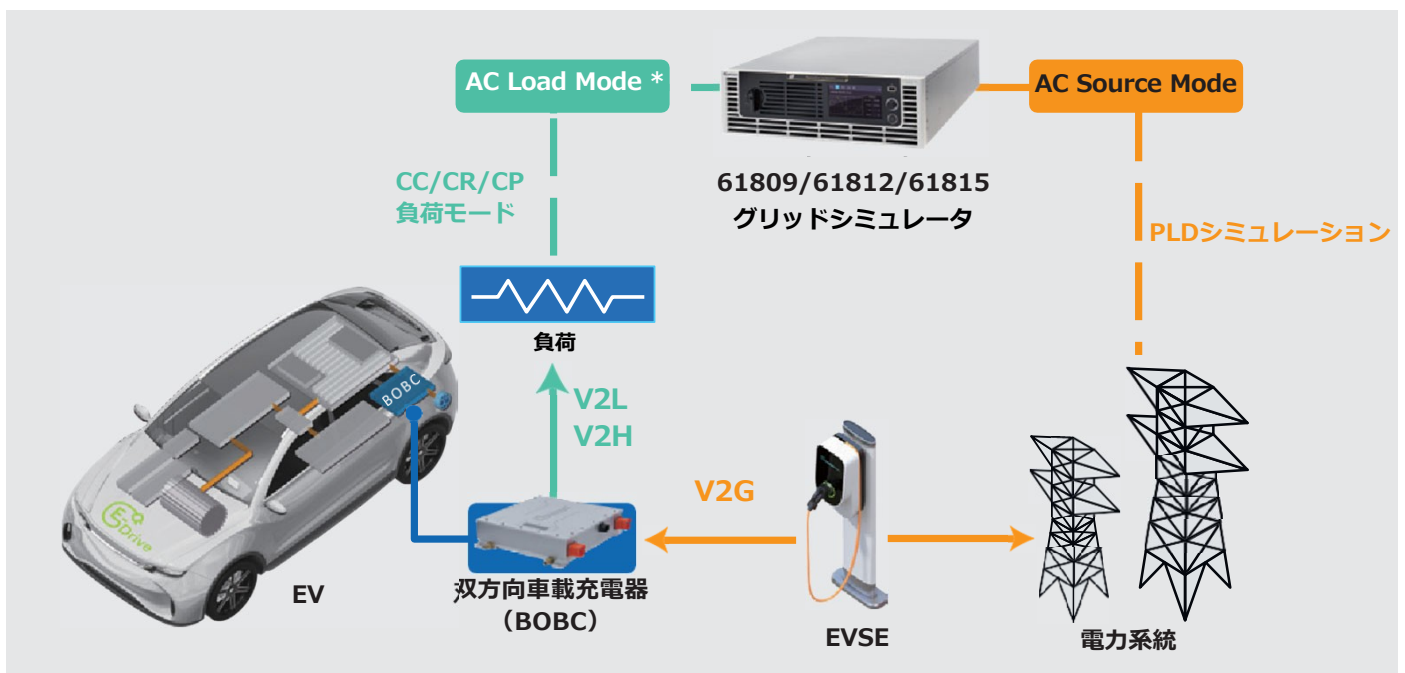 AC Load Mode *
AC Source Mode
CC/CR/CP
負荷モード
61809/61812/61815
グリッドシミュレータ
PLDシミュレーション
負荷
BOBC
V2L
V2H
V2G
E-Drive
EV
双方向車載充電器
（BOBC）
EVSE
電力系統